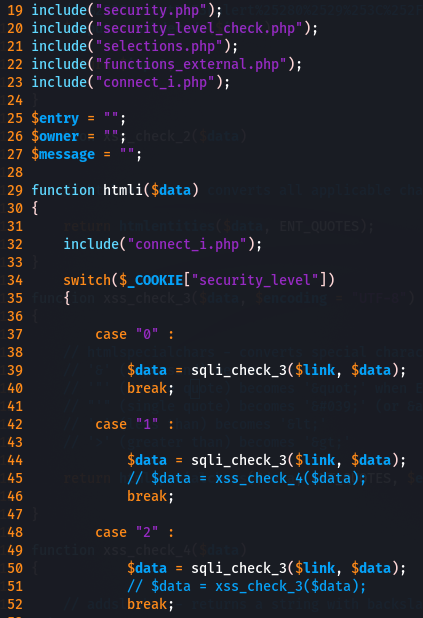 19 include("security.php");
20 include("security_level_check.php");
21 include("selections.php");
22 include("functions_external.php");
23 include("connect_i.php");
24
25 $entry = "";
26 $owner = "";
27 $message = "";
28
29 function htmli($data)
30 {
31
32     include("connect_i.php");
33
34     switch($_COOKIE["security_level"])
35     {
36
37         case "0" :
38
39             $data = sqli_check_3($link, $data);
40             break;
41
42         case "1" :
43
44             $data = sqli_check_3($link, $data);
45             // $data = xss_check_4($data);
46             break;
47
48         case "2" :
49
50             $data = sqli_check_3($link, $data);
51             // $data = xss_check_3($data);
52             break;